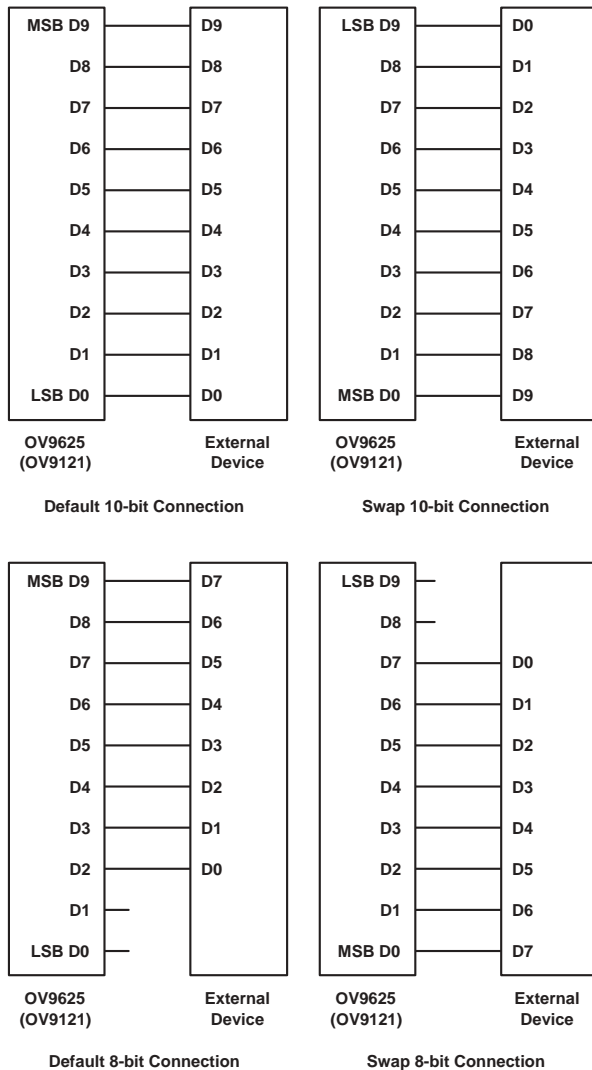 MSB D9 D9
D8 D8
D7 D7
D6 D6
D5 D5
D4 D4
D3 D3
D2 D2
D1 D1
LSB D0 D0
OV9625 External
(OV9121) Device
Default 10-bit Connection
LSB D9 D0
D8 D1
D7 D2
D6 D3
D5 D4
D4 D5
D3 D6
D2 D7
D1 D8
MSB D0 D9
OV9625 External
(OV9121) Device
Swap 10-bit Connection
MSB D9 D7
D8 D6
D7 D5
D6 D4
D5 D3
D4 D2
D3 D1
D2 D0
D1
LSB D0
OV9625 External
(OV9121) Device
Default 8-bit Connection
LSB D9
D8
D7 D0
D6 D1
D5 D2
D4 D3
D3 D4
D2 D5
D1 D6
MSB D0 D7
OV9625 External
(OV9121) Device
Swap 8-bit Connection